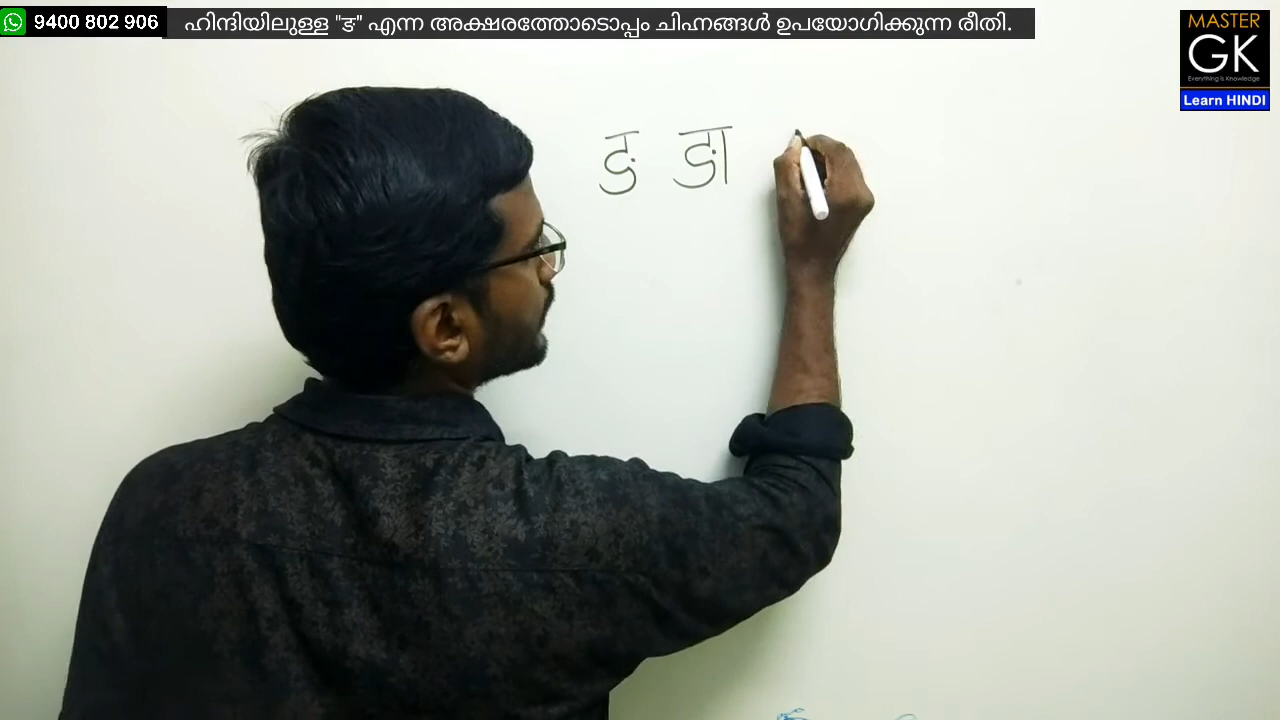 9400 802 906 ഹിന്ദിയിലുള്ള "ङ" എന്ന അക്ഷരത്തോടൊപ്പം ചിഹ്നങ്ങൾ ഉപയോഗിക്കുന്ന രീതി.
MASTER
GK
Everything is Knowledge
Learn HINDI
ङ ङा